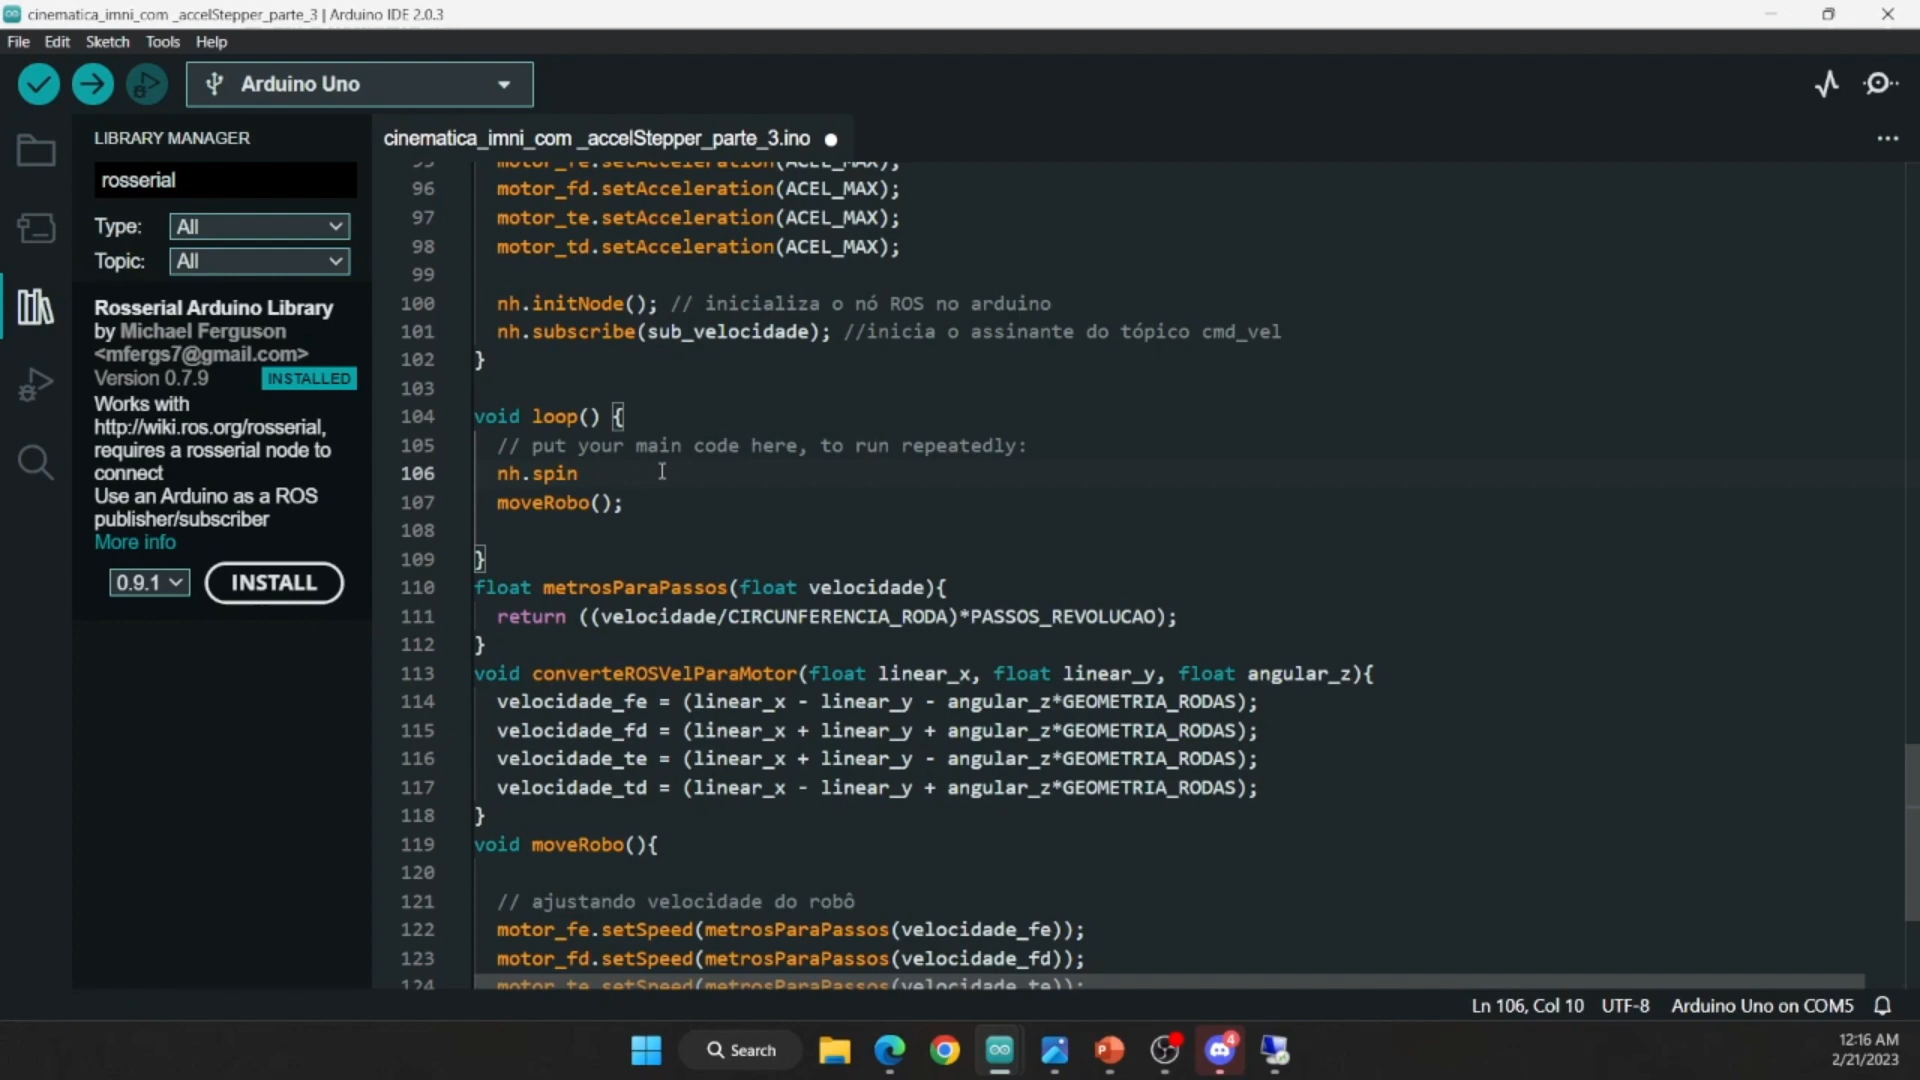 cinematica_imni_com _accelStepper_parte_3 | Arduino IDE 2.0.3
File Edit Sketch Tools Help
Arduino Uno
LIBRARY MANAGER
rosserial
Type: All
Topic: All
Rosserial Arduino Library
by Michael Ferguson
<mfergs7@gmail.com>
Version 0.7.9 INSTALLED
Works with
http://wiki.ros.org/rosserial,
requires a rosserial node to
connect
Use an Arduino as a ROS
publisher/subscriber
More info
0.9.1 INSTALL
cinematica_imni_com _accelStepper_parte_3.ino
95 motor_fe.setAcceleration(ACEL_MAX);
96 motor_fd.setAcceleration(ACEL_MAX);
97 motor_te.setAcceleration(ACEL_MAX);
98 motor_td.setAcceleration(ACEL_MAX);
99
100 nh.initNode(); // inicializa o nó ROS no arduino
101 nh.subscribe(sub_velocidade); //inicia o assinante do tópico cmd_vel
102 }
103
104 void loop() {
105 // put your main code here, to run repeatedly:
106 nh.spin
107 moveRobo();
108
109 }
110 float metrosParaPassos(float velocidade){
111 return ((velocidade/CIRCUNFERENCIA_RODA)*PASSOS_REVOLUCAO);
112 }
113 void converteROSVelParaMotor(float linear_x, float linear_y, float angular_z){
114 velocidade_fe = (linear_x - linear_y - angular_z*GEOMETRIA_RODAS);
115 velocidade_fd = (linear_x + linear_y + angular_z*GEOMETRIA_RODAS);
116 velocidade_te = (linear_x + linear_y - angular_z*GEOMETRIA_RODAS);
117 velocidade_td = (linear_x - linear_y + angular_z*GEOMETRIA_RODAS);
118 }
119 void moveRobo(){
120
121 // ajustando velocidade do robô
122 motor_fe.setSpeed(metrosParaPassos(velocidade_fe));
123 motor_fd.setSpeed(metrosParaPassos(velocidade_fd));
124 motor_te.setSpeed(metrosParaPassos(velocidade_te));
Ln 106, Col 10 UTF-8 Arduino Uno on COM5
Search
4
12:16 AM
2/21/2023